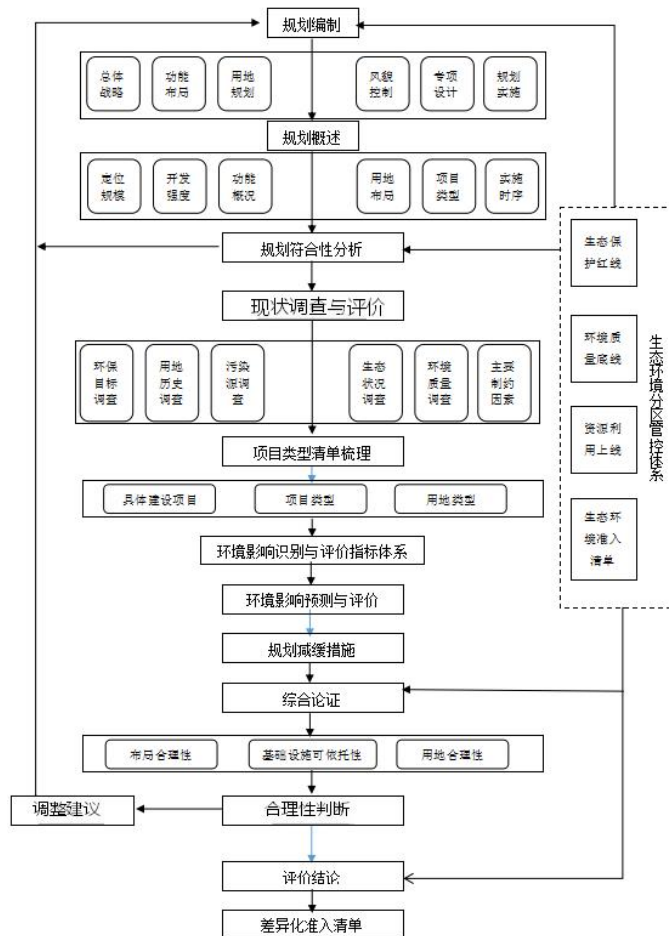 规划编制
总体
战略
功能
布局
用地
规划
风貌
控制
专项
设计
规划
实施
规划概述
定位
规模
开发
强度
功能
概况
用地
布局
项目
类型
实施
时序
规划符合性分析
现状调查与评价
环保
目标
调查
用地
历史
调查
污染
源调
查
生态
状况
调查
环境
质量
调查
主要
制约
因素
项目类型清单梳理
具体建设项目
项目类型
用地类型
环境影响识别与评价指标体系
环境影响预测与评价
规划减缓措施
综合论证
布局合理性
基础设施可依托性
用地合理性
调整建议
合理性判断
评价结论
差异化准入清单
生态保
护红线
环境质
量底线
资源利
用上线
生态环
境准入
清单
生态环境分区管控体系